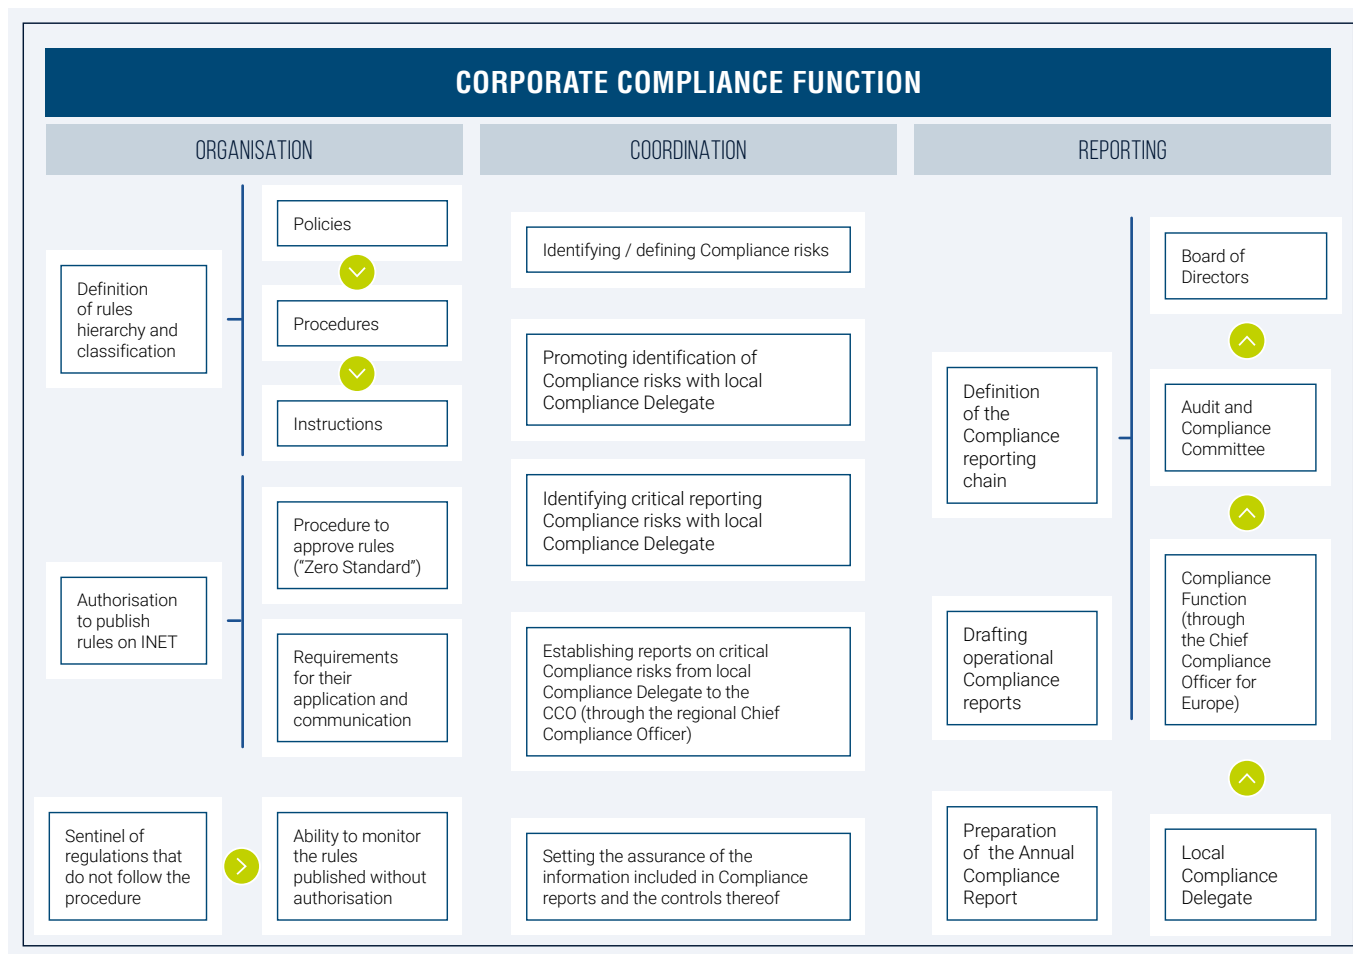 CORPORATE COMPLIANCE FUNCTION
ORGANISATION
Definition
of rules
hierarchy and
classification
Policies
Procedures
Instructions
Authorisation
to publish
rules on INET
Procedure to
approve rules
(“Zero Standard”)
Requirements
for their
application and
communication
Sentinel of
regulations that
do not follow the
procedure
Ability to monitor
the rules
published without
authorisation
COORDINATION
Identifying / defining Compliance risks
Promoting identification of
Compliance risks with local
Compliance Delegate
Identifying critical reporting
Compliance risks with local
Compliance Delegate
Establishing reports on critical
Compliance risks from local
Compliance Delegate to the
CCO (through the regional Chief
Compliance Officer)
Setting the assurance of the
information included in Compliance
reports and the controls thereof
REPORTING
Definition
of the
Compliance
reporting
chain
Drafting
operational
Compliance
reports
Preparation
of the Annual
Compliance
Report
Board of
Directors
Audit and
Compliance
Committee
Compliance
Function
(through
the Chief
Compliance
Officer for
Europe)
Local
Compliance
Delegate